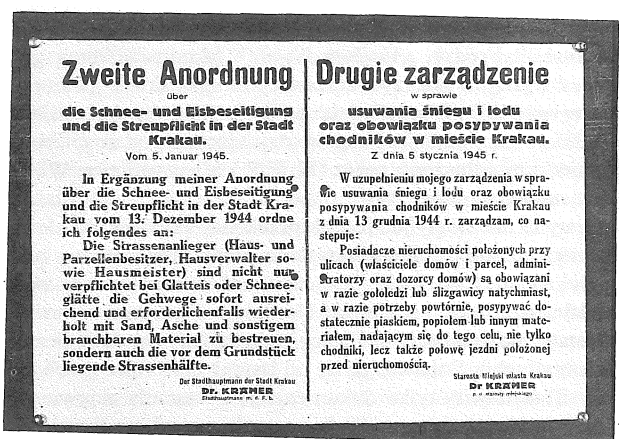 Zweite Anordnung
über
die Schnee- und Eisbeseitigung
und die Streupflicht in der Stadt
Krakau.
Vom 5. Januar 1945.
In Ergänzung meiner Anordnung
über die Schnee- und Eisbeseitigung
und die Streupflicht in der Stadt Kra-
kau vom 13. Dezember 1944 ordne
ich folgendes an:
Die Strassenanlieger (Haus- und
Parzellenbesitzer, Hausverwalter so-
wie Hausmeister) sind nicht nur
verpflichtet bei Glatteis oder Schnee-
glätte die Gehwege sofort ausrei-
chend und erforderlichenfalls wieder-
holt mit Sand, Asche und sonstigem
brauchbaren Material zu bestreuen,
sondern auch die vor dem Grundstück
liegende Strassenhälfte.
Der Stadthauptmann der Stadt Krakau
Dr. KRÄMER
Stadthauptmann m. d. F. b.
Drugie zarządzenie
w sprawie
usuwania śniegu i lodu
oraz obowiązku posypywania
chodników w mieście Krakau.
Z dnia 5 stycznia 1945 r.
W uzupełnieniu mojego zarządzenia w spra-
wie usuwania śniegu i lodu oraz obowiązku
posypywania chodników w mieście Krakau
z dnia 13 grudnia 1944 r. zarządzam, co na-
stępuje:
Posiadacze nieruchomości położonych przy
ulicach (właściciele domów i parcel, admini-
stratorzy oraz dozorcy domów) są obowiązani
w razie gołoledzi lub ślizgawicy natychmiast,
a w razie potrzeby powtórnie, posypywać do-
statecznie piaskiem, popiołem lub innym mate-
riałem, nadającym się do tego celu, nie tylko
chodniki, lecz także połowę jezdni położonej
przed nieruchomością.
Starosta Miejski miasta Krakau
Dr KRÄMER
p. o starosty miejskiego